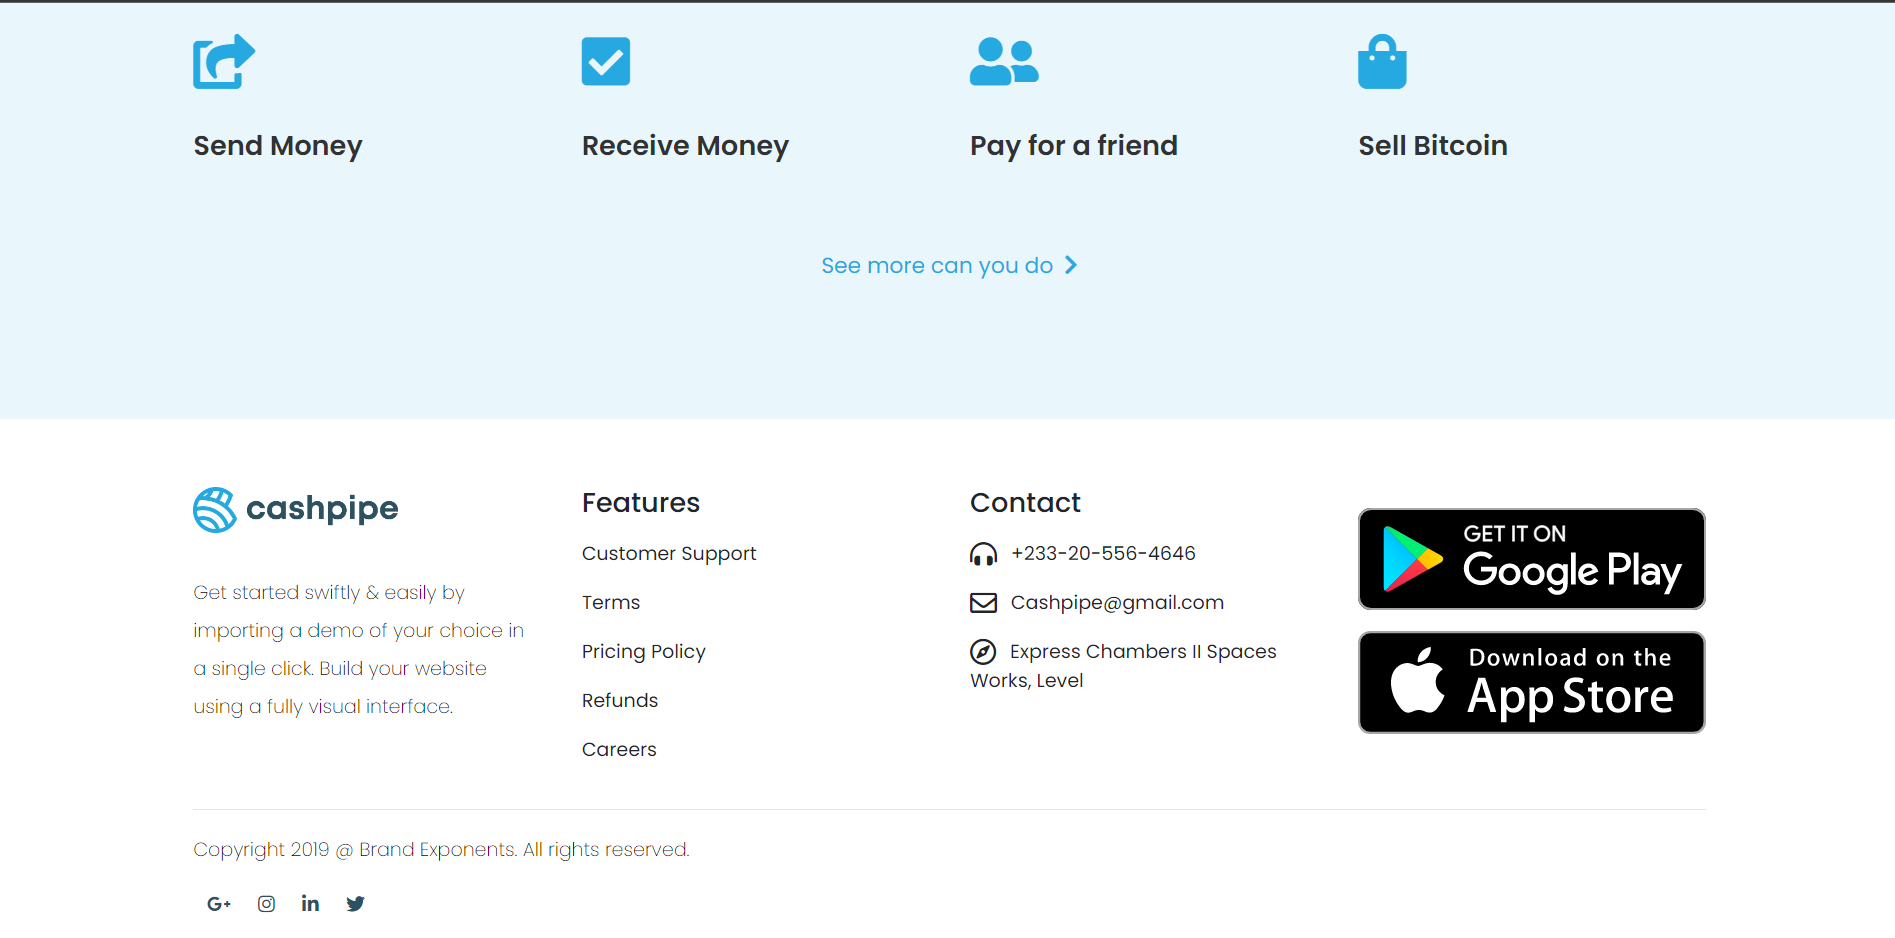 Send Money
Receive Money
Pay for a friend
Sell Bitcoin
See more can you do
cashpipe
Get started swiftly & easily by
importing a demo of your choice in
a single click. Build your website
using a fully visual interface.
Features
Customer Support
Terms
Pricing Policy
Refunds
Careers
Contact
+233-20-556-4646
Cashpipe@gmail.com
Express Chambers II Spaces
Works, Level
GET IT ON
Google Play
Download on the
App Store
Copyright 2019 @ Brand Exponents. All rights reserved.
G+
in